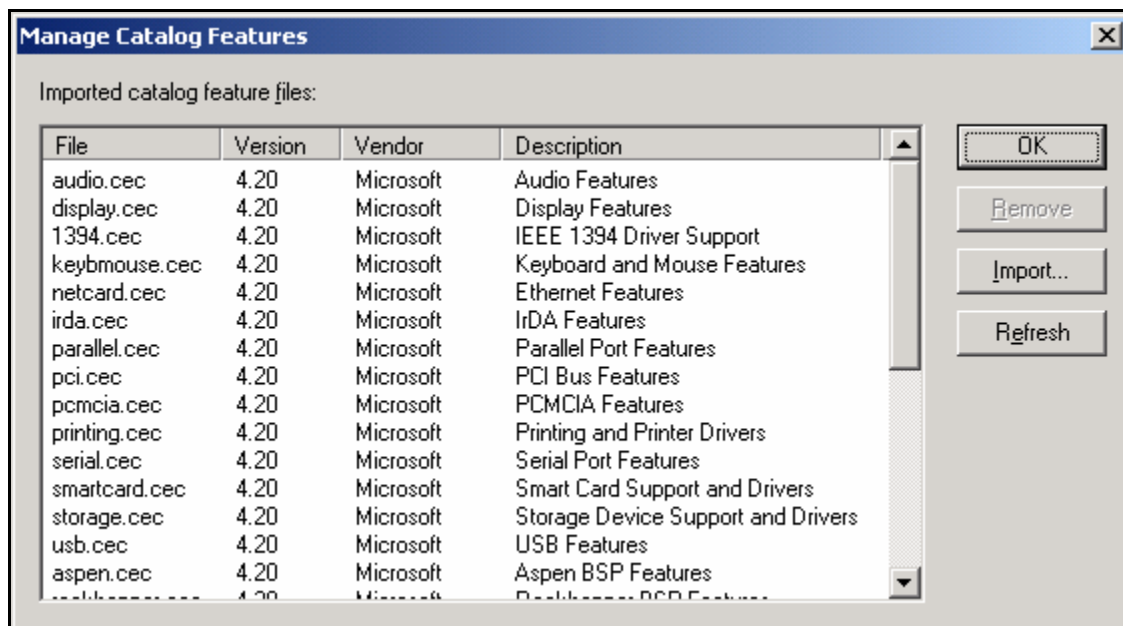 Manage Catalog Features
Imported catalog feature files:
File Version Vendor Description
audio.cec 4.20 Microsoft Audio Features
display.cec 4.20 Microsoft Display Features
1394.cec 4.20 Microsoft IEEE 1394 Driver Support
keybmouse.cec 4.20 Microsoft Keyboard and Mouse Features
netcard.cec 4.20 Microsoft Ethernet Features
irda.cec 4.20 Microsoft IrDA Features
parallel.cec 4.20 Microsoft Parallel Port Features
pci.cec 4.20 Microsoft PCI Bus Features
pcmcia.cec 4.20 Microsoft PCMCIA Features
printing.cec 4.20 Microsoft Printing and Printer Drivers
serial.cec 4.20 Microsoft Serial Port Features
smartcard.cec 4.20 Microsoft Smart Card Support and Drivers
storage.cec 4.20 Microsoft Storage Device Support and Drivers
usb.cec 4.20 Microsoft USB Features
aspen.cec 4.20 Microsoft Aspen BSP Features
OK
Remove
Import...
Refresh